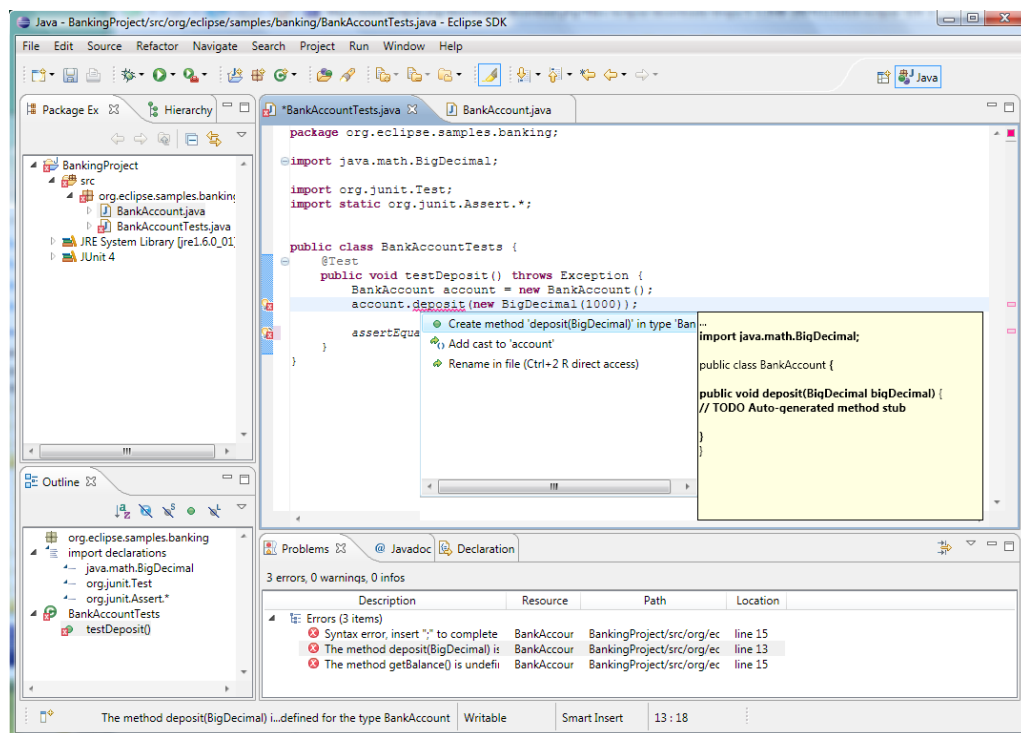 Java - BankingProject/src/org/eclipse/samples/banking/BankAccountTests.java - Eclipse SDK
File Edit Source Refactor Navigate Search Project Run Window Help
Java
Package Ex
Hierarchy
BankingProject
src
org.eclipse.samples.banking
BankAccount.java
BankAccountTests.java
JRE System Library [jre1.6.0_01]
JUnit 4
*BankAccountTests.java
BankAccount.java
package org.eclipse.samples.banking;
import java.math.BigDecimal;
import org.junit.Test;
import static org.junit.Assert.*;
public class BankAccountTests {
@Test
public void testDeposit() throws Exception {
BankAccount account = new BankAccount();
account.deposit(new BigDecimal(1000));
assertEqua
}
}
Create method 'deposit(BigDecimal)' in type 'Ban
Add cast to 'account'
Rename in file (Ctrl+2 R direct access)
...
import java.math.BigDecimal;
public class BankAccount {
public void deposit(BigDecimal bigDecimal) {
// TODO Auto-generated method stub
}
}
Outline
org.eclipse.samples.banking
import declarations
java.math.BigDecimal
org.junit.Test
org.junit.Assert.*
BankAccountTests
testDeposit()
Problems @ Javadoc Declaration
3 errors, 0 warnings, 0 infos
Description Resource Path Location
Errors (3 items)
Syntax error, insert ";" to complete BankAccour BankingProject/src/org/ec line 15
The method deposit(BigDecimal) is BankAccour BankingProject/src/org/ec line 13
The method getBalance() is undefi BankAccour BankingProject/src/org/ec line 15
The method deposit(BigDecimal) i...defined for the type BankAccount Writable Smart Insert 13 : 18